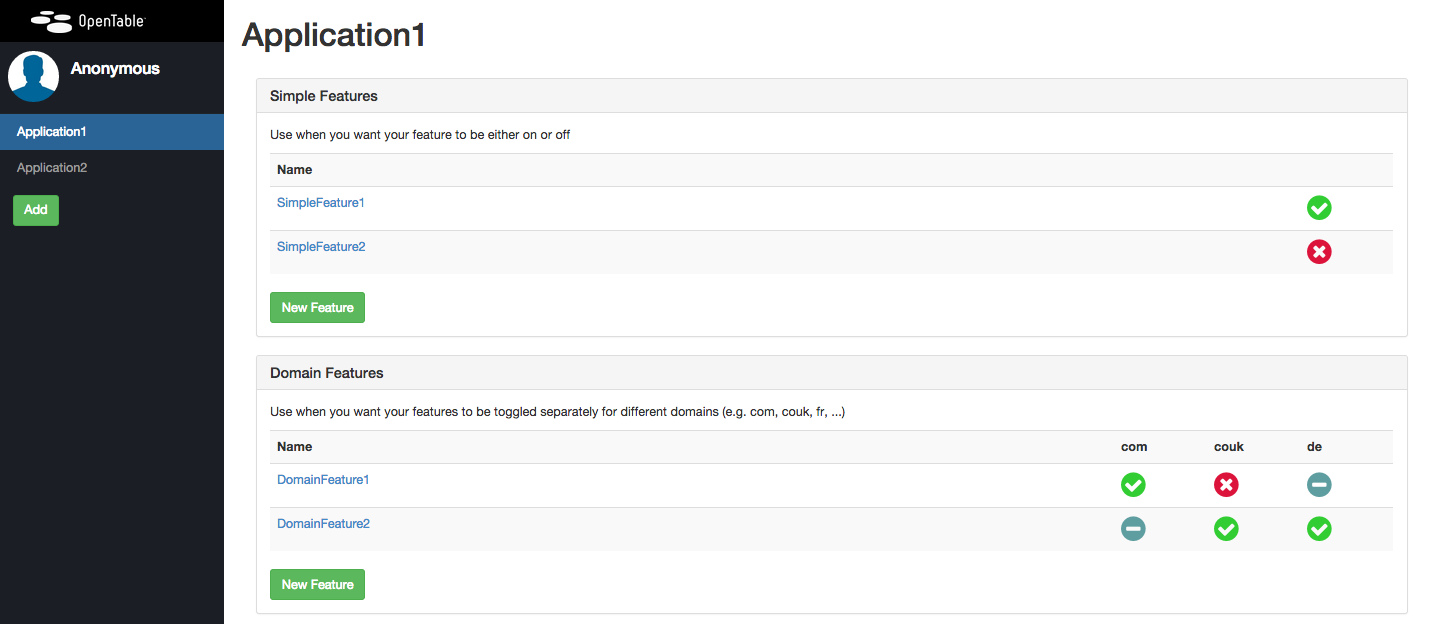 OpenTable
Anonymous
Application1
Application2
Add
Application1
Simple Features
Use when you want your feature to be either on or off
Name
SimpleFeature1
SimpleFeature2
New Feature
Domain Features
Use when you want your features to be toggled separately for different domains (e.g. com, couk, fr, ...)
Name com couk de
DomainFeature1
DomainFeature2
New Feature